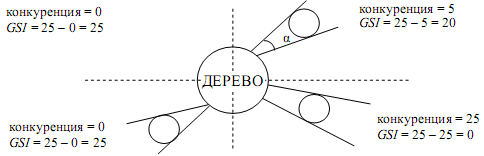 конкуренция = 0
GSI = 25 – 0 = 25
конкуренция = 5
GSI = 25 – 5 = 20
α
ДЕРЕВО
конкуренция = 0
GSI = 25 – 0 = 25
конкуренция = 25
GSI = 25 – 25 = 0